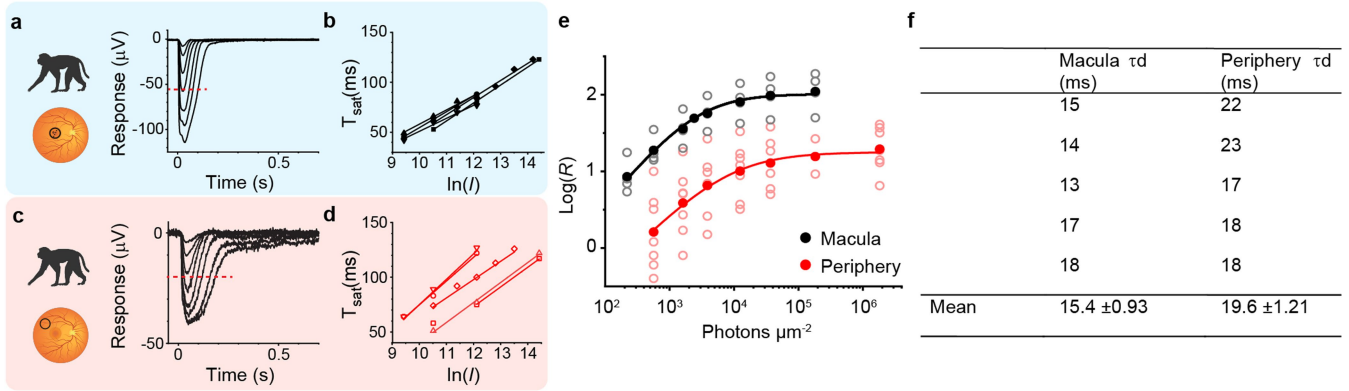 a
0
-50
-100
Response (µV)
0
0.5
Time (s)
b
150
100
50
Tsat(ms)
9 10 11 12 13 14
ln(I)
c
0
-50
Response (µV)
0
0.5
Time (s)
d
150
100
50
Tsat(ms)
9 10 11 12 13 14
ln(I)
e
2
1
0
Log(R)
Macula
Periphery
10² 10³ 10⁴ 10⁵ 10⁶
Photons µm⁻²
f
Macula τd Periphery τd
(ms) (ms)
15 22
14 23
13 17
17 18
18 18
Mean 15.4 ±0.93 19.6 ±1.21